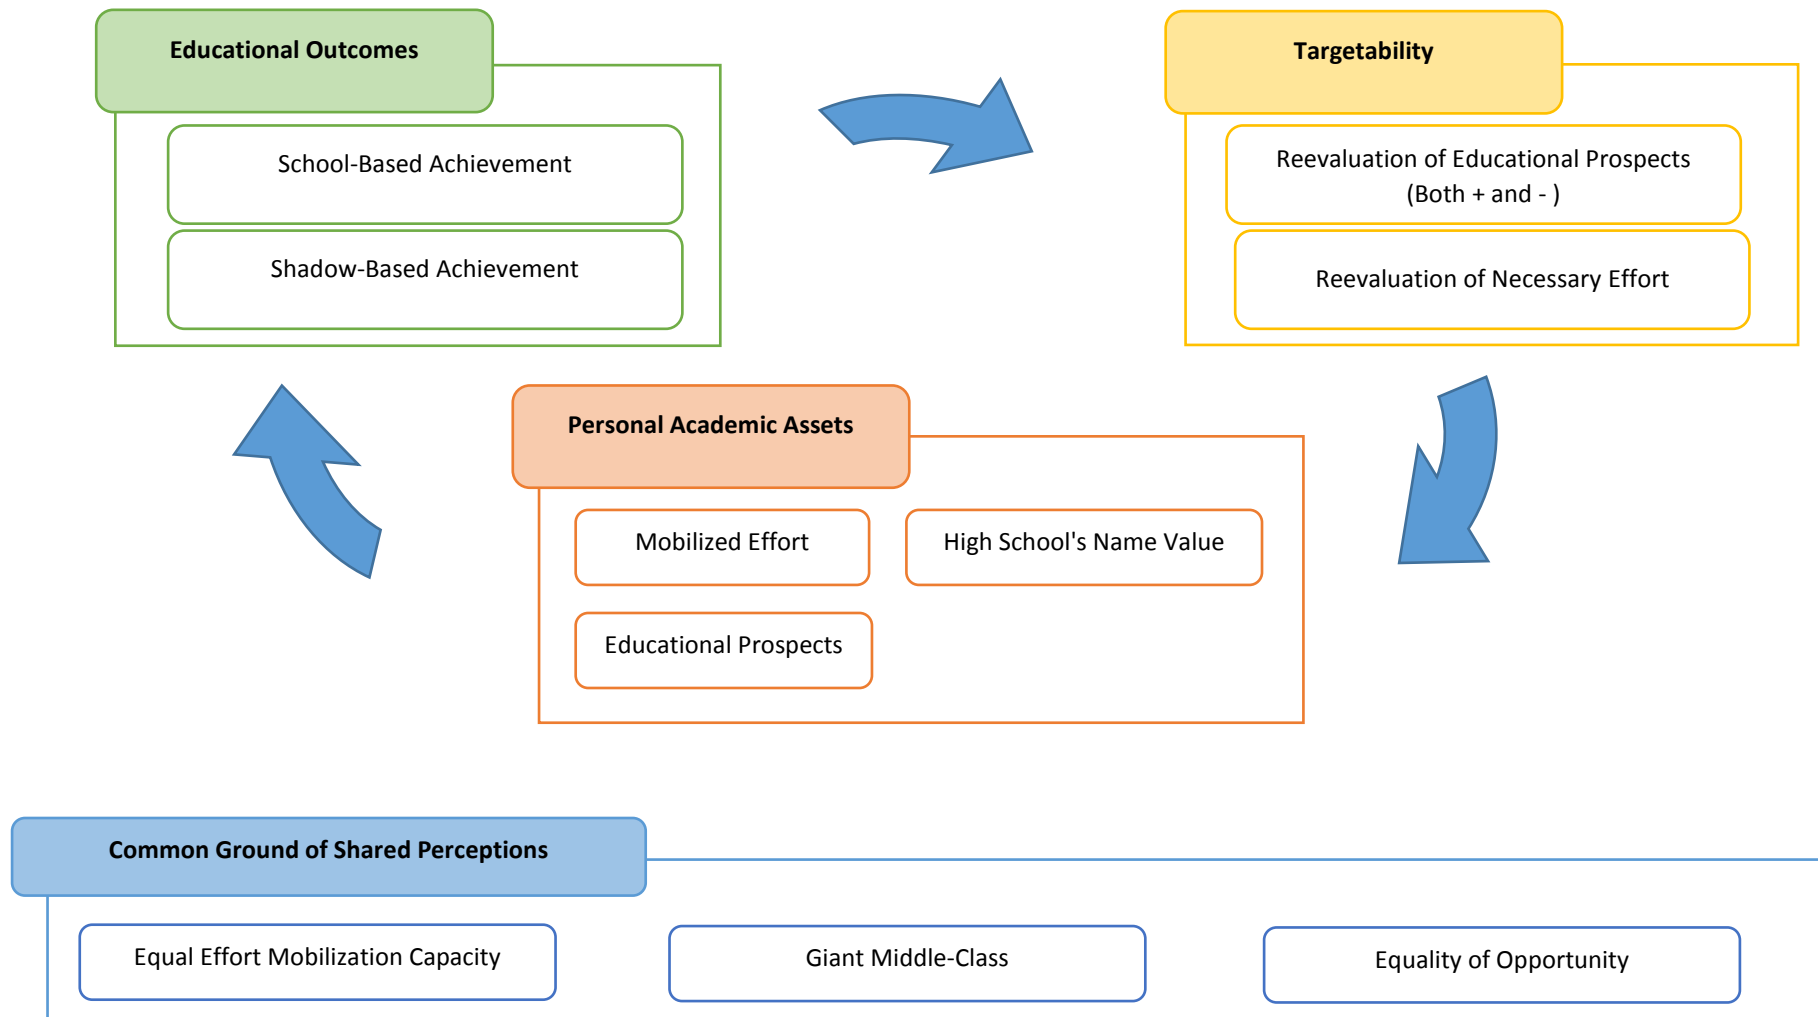 Educational Outcomes
School-Based Achievement
Shadow-Based Achievement
Targetability
Reevaluation of Educational Prospects
(Both + and - )
Reevaluation of Necessary Effort
Personal Academic Assets
Mobilized Effort
High School's Name Value
Educational Prospects
Common Ground of Shared Perceptions
Equal Effort Mobilization Capacity
Giant Middle-Class
Equality of Opportunity